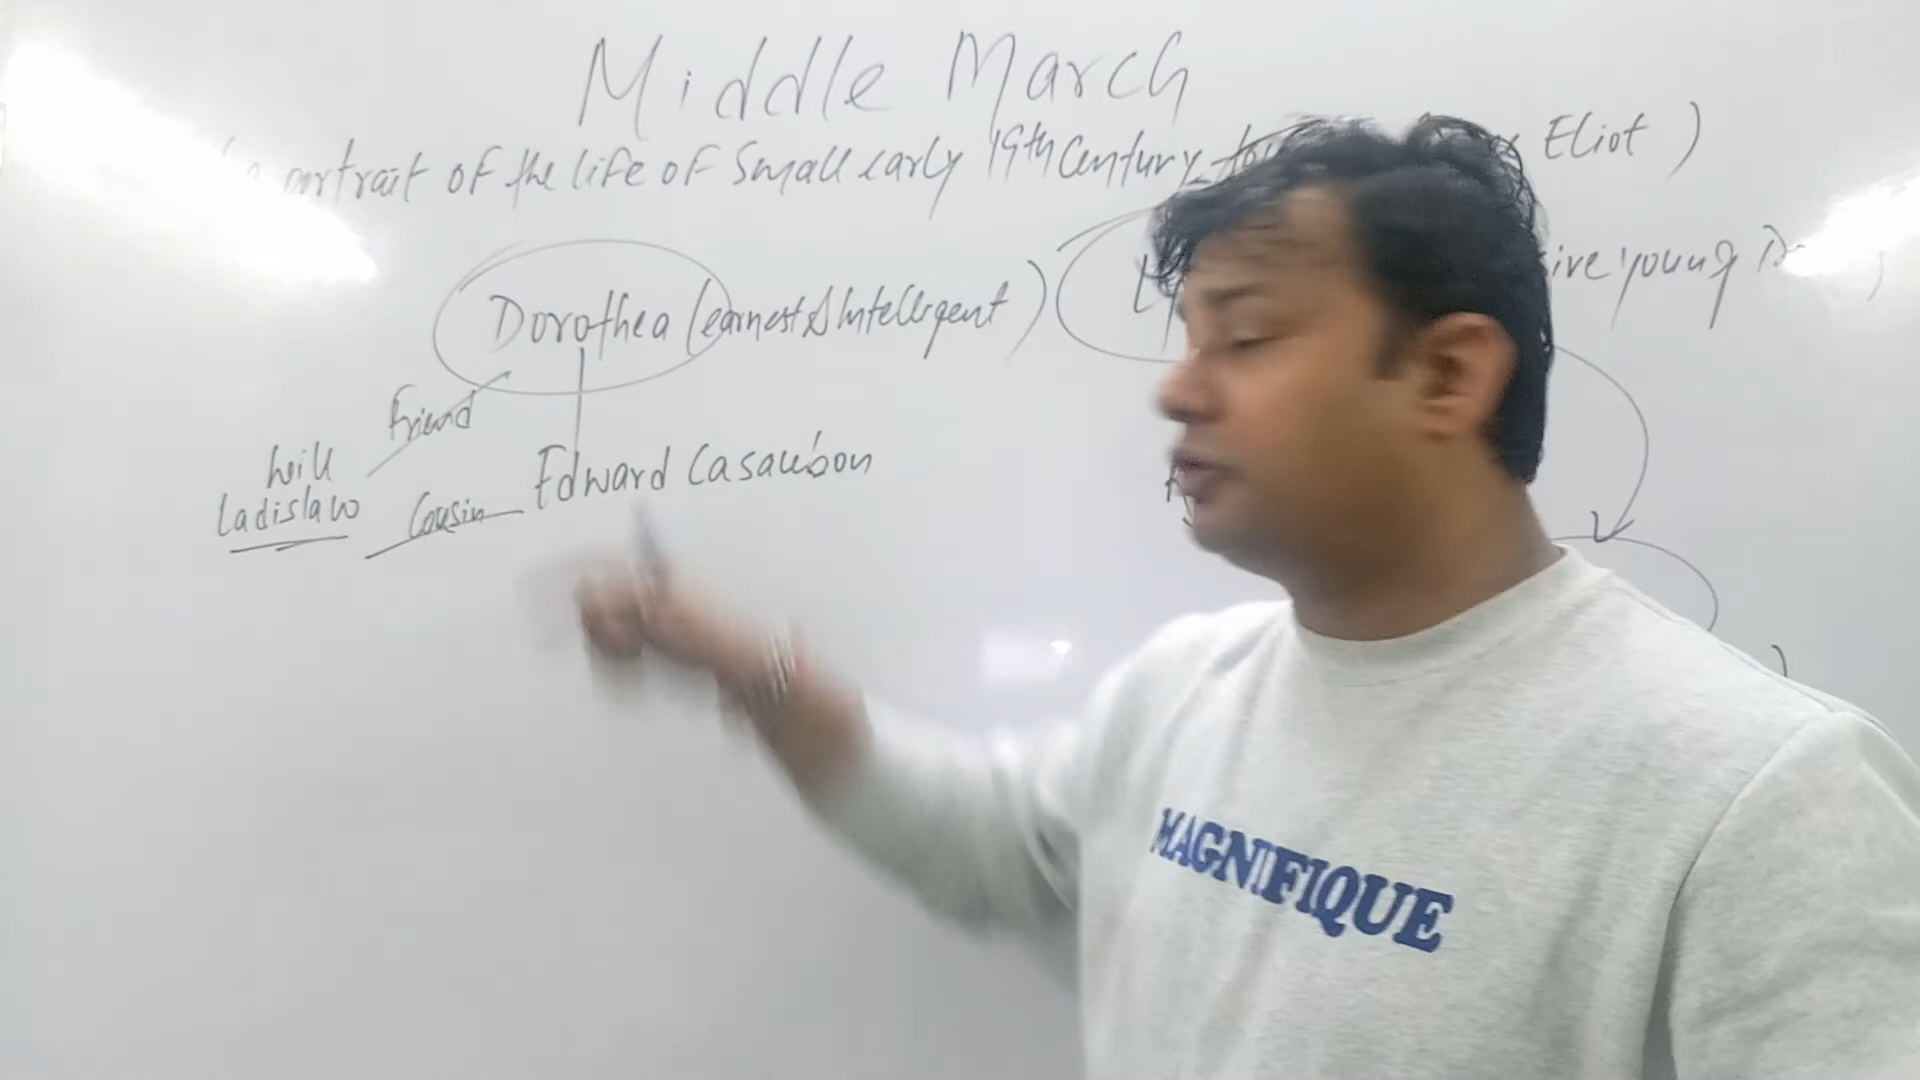 Middle March
portrait of the life of Small early 19th Century Eliot )
Dorothea (earnest & Intelligent ) young
Friend
Will
Ladislaw
Cousin
Edward Casaubon
MAGNIFIQUE